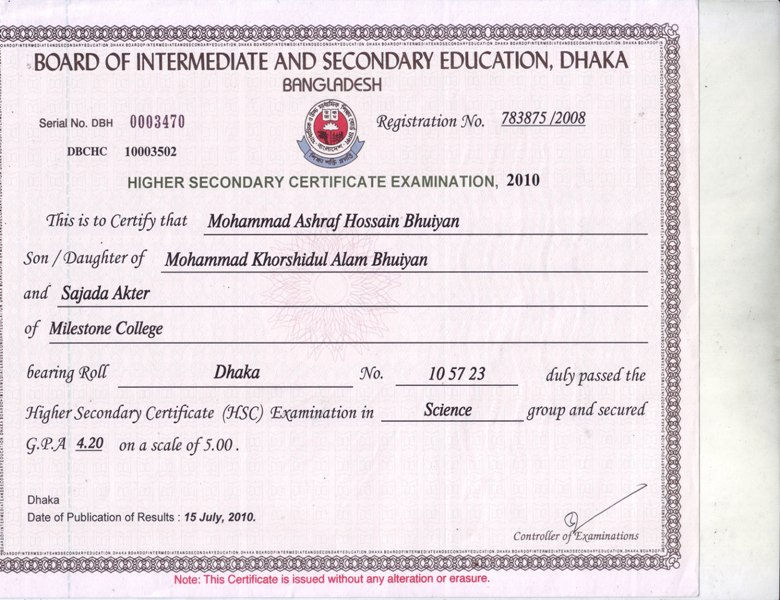 BOARD OF INTERMEDIATE AND SECONDARY EDUCATION, DHAKA
BANGLADESH
Serial No. DBH 0003470
Registration No. 783875 /2008
DBCHC 10003502
HIGHER SECONDARY CERTIFICATE EXAMINATION, 2010
This is to Certify that Mohammad Ashraf Hossain Bhuiyan
Son / Daughter of Mohammad Khorshidul Alam Bhuiyan
and Sajada Akter
of Milestone College
bearing Roll Dhaka No. 10 57 23 duly passed the
Higher Secondary Certificate (HSC) Examination in Science group and secured
G.P.A 4.20 on a scale of 5.00 .
Dhaka
Date of Publication of Results : 15 July, 2010.
Controller of Examinations
Note: This Certificate is issued without any alteration or erasure.